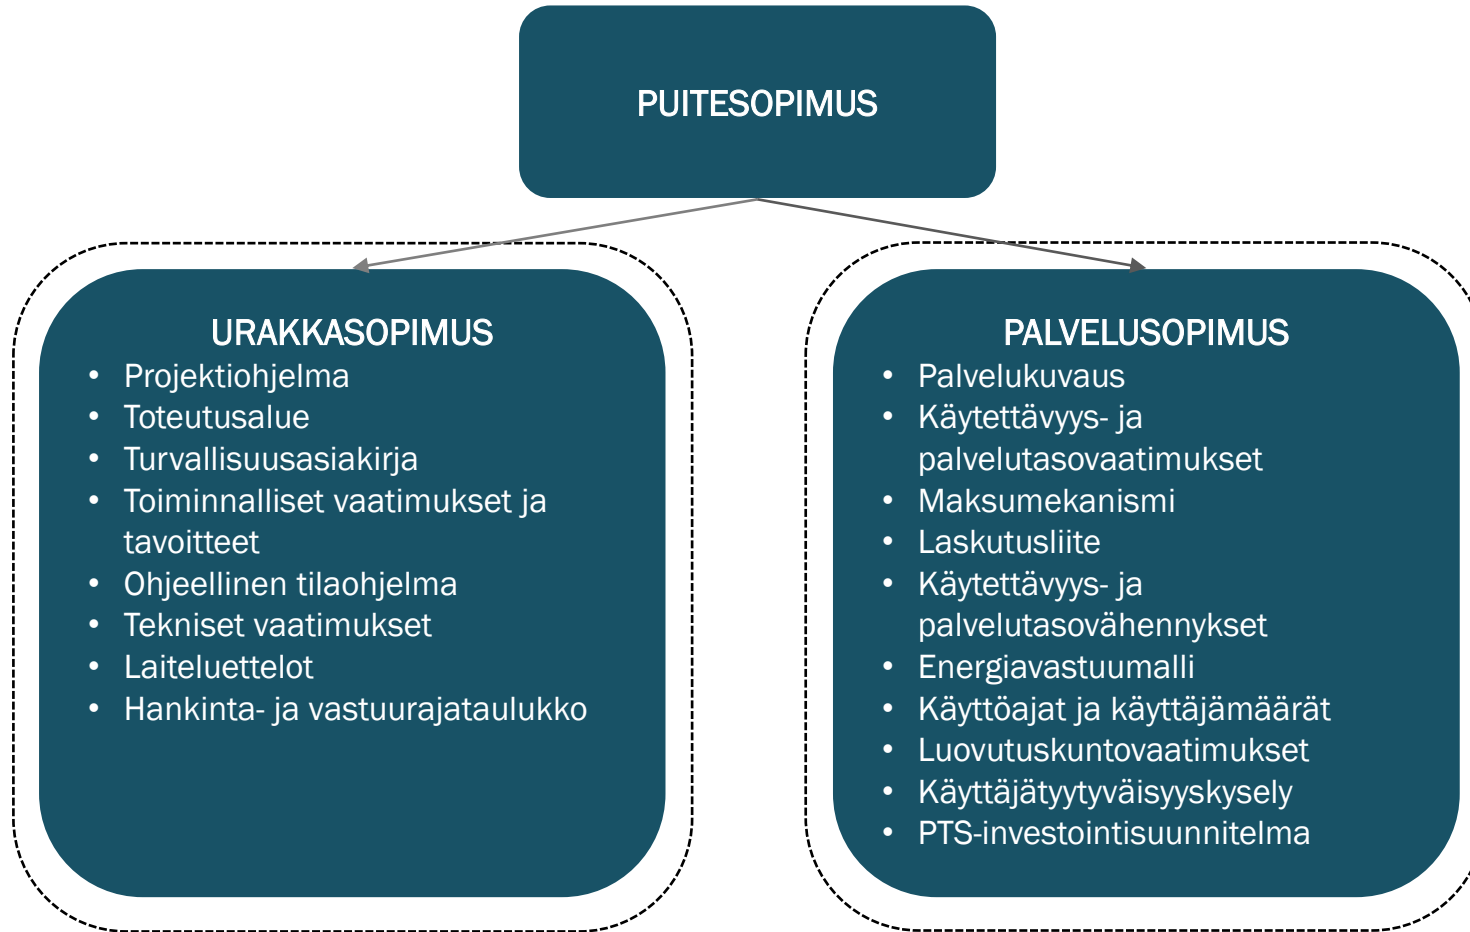 PUITESOPIMUS
URAKKASOPIMUS
• Projektiohjelma
• Toteutusalue
• Turvallisuusasiakirja
• Toiminnalliset vaatimukset ja
tavoitteet
• Ohjeellinen tilaohjelma
• Tekniset vaatimukset
• Laiteluettelot
• Hankinta- ja vastuurajataulukko
PALVELUSOPIMUS
• Palvelukuvaus
• Käytettävyys- ja
palvelutasovaatimukset
• Maksumekanismi
• Laskutusliite
• Käytettävyys- ja
palvelutasovähennykset
• Energiavastuumalli
• Käyttöajat ja käyttäjämäärät
• Luovutuskuntovaatimukset
• Käyttäjätyytyväisyyskysely
• PTS-investointisuunnitelma